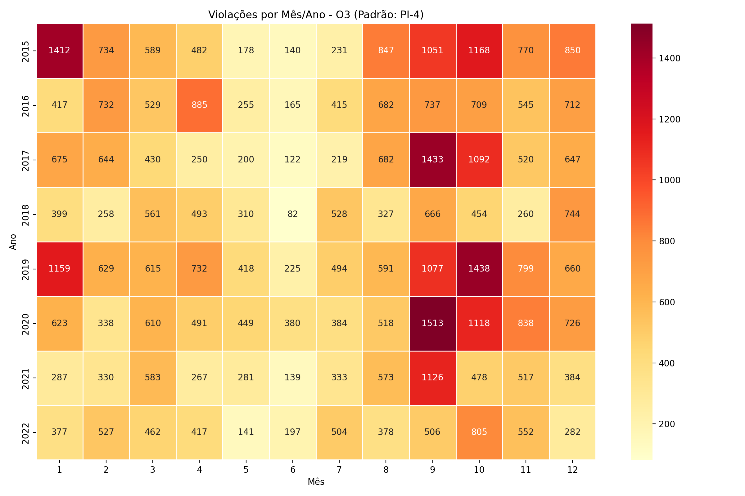 Violações por Mês/Ano - O3 (Padrão: PI-4)
Ano
2015 1412 734 589 482 178 140 231 847 1051 1168 770 850
2016 417 732 529 885 255 165 415 682 737 709 545 712
2017 675 644 430 250 200 122 219 682 1433 1092 520 647
2018 399 258 561 493 310 82 528 327 666 454 260 744
2019 1159 629 615 732 418 225 494 591 1077 1438 799 660
2020 623 338 610 491 449 380 384 518 1513 1118 838 726
2021 287 330 583 267 281 139 333 573 1126 478 517 384
2022 377 527 462 417 141 197 504 378 506 805 552 282
1 2 3 4 5 6 7 8 9 10 11 12
Mês
1400
1200
1000
800
600
400
200